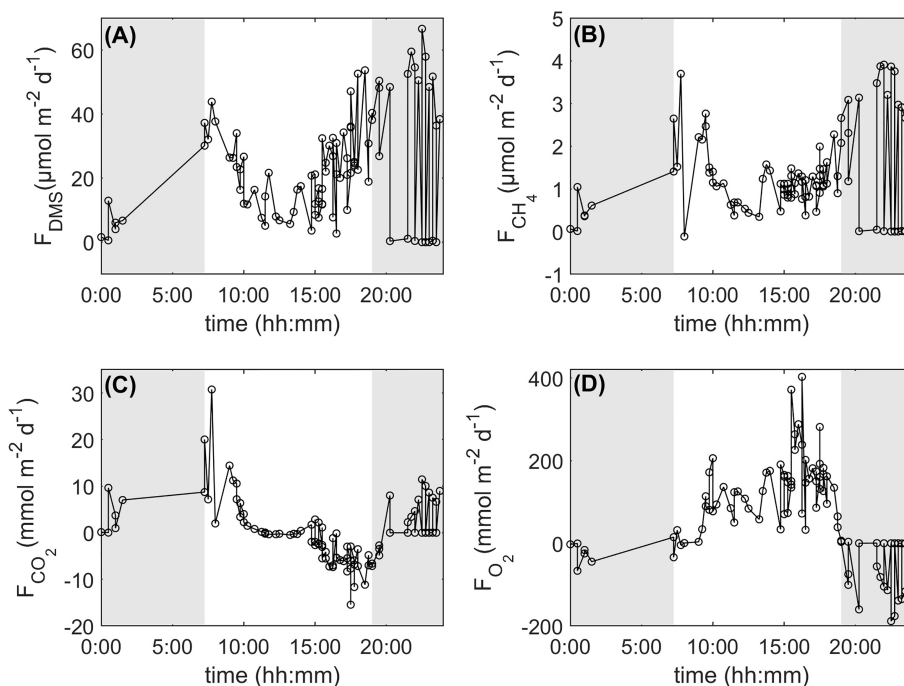 (A)
F_DMS (μmol m⁻² d⁻¹)
60
40
20
0
0:00 5:00 10:00 15:00 20:00
time (hh:mm)
(B)
F_CH₄ (μmol m⁻² d⁻¹)
5
4
3
2
1
0
-1
0:00 5:00 10:00 15:00 20:00
time (hh:mm)
(C)
F_CO₂ (mmol m⁻² d⁻¹)
30
20
10
0
-10
-20
0:00 5:00 10:00 15:00 20:00
time (hh:mm)
(D)
F_O₂ (mmol m⁻² d⁻¹)
400
200
0
-200
0:00 5:00 10:00 15:00 20:00
time (hh:mm)